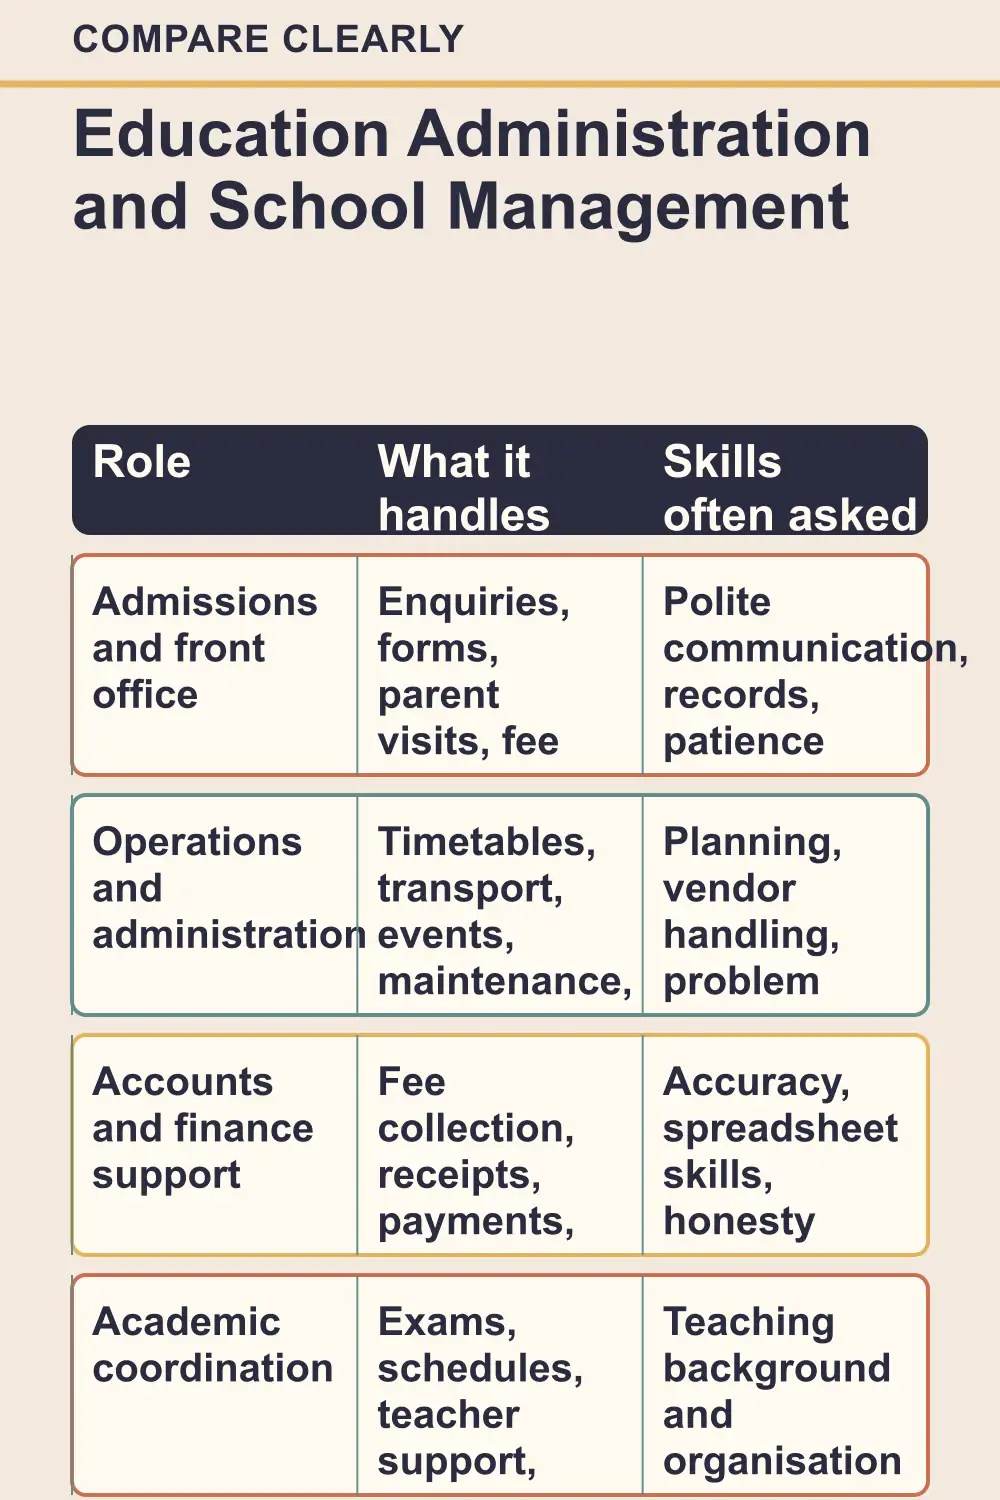 COMPARE CLEARLY
Education Administration
and School Management
Role
What it
handles
Skills
often asked
Admissions
and front
office
Enquiries,
forms,
parent
visits, fee
Polite
communication,
records,
patience
Operations
and
administration
Timetables,
transport,
events,
maintenance,
Planning,
vendor
handling,
problem
Accounts
and finance
support
Fee
collection,
receipts,
payments,
Accuracy,
spreadsheet
skills,
honesty
Academic
coordination
Exams,
schedules,
teacher
support,
Teaching
background
and
organisation